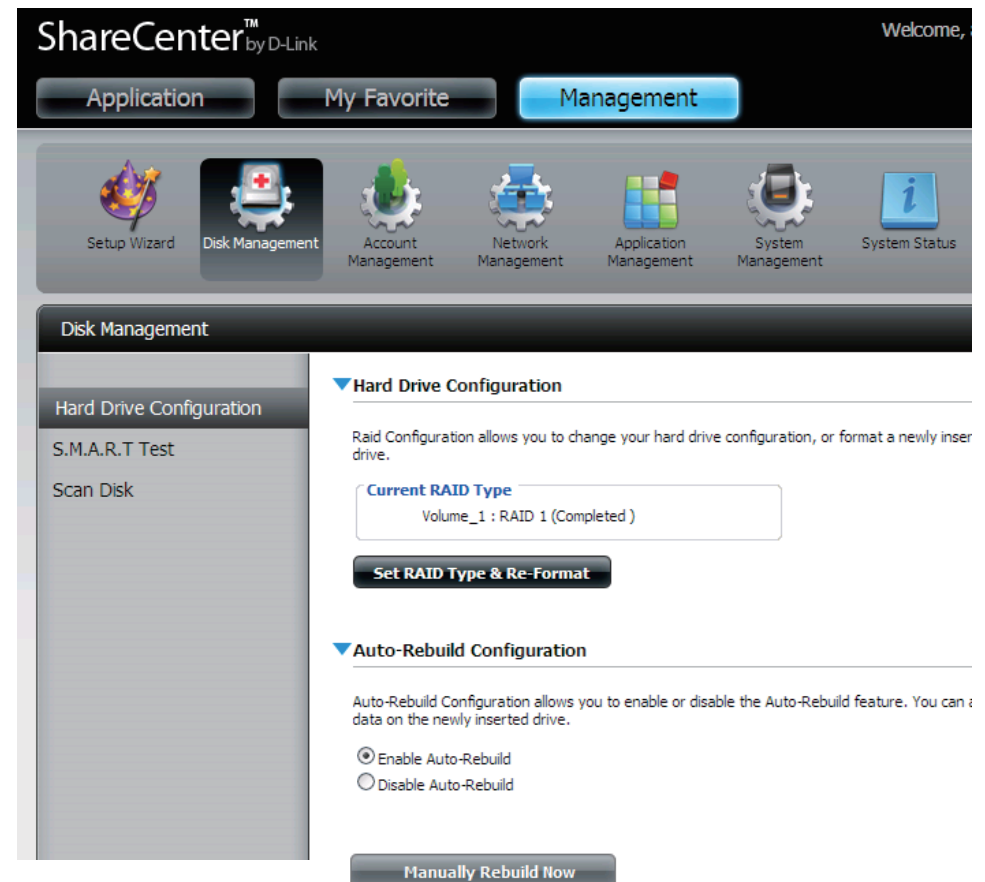 ShareCenter™ by D-Link
Welcome,
Application
My Favorite
Management
Setup Wizard
Disk Management
Account Management
Network Management
Application Management
System Management
System Status
Disk Management
Hard Drive Configuration
S.M.A.R.T Test
Scan Disk
Hard Drive Configuration
Raid Configuration allows you to change your hard drive configuration, or format a newly inser
drive.
Current RAID Type
Volume_1 : RAID 1 (Completed )
Set RAID Type & Re-Format
Auto-Rebuild Configuration
Auto-Rebuild Configuration allows you to enable or disable the Auto-Rebuild feature. You can a
data on the newly inserted drive.
Enable Auto-Rebuild
Disable Auto-Rebuild
Manually Rebuild Now